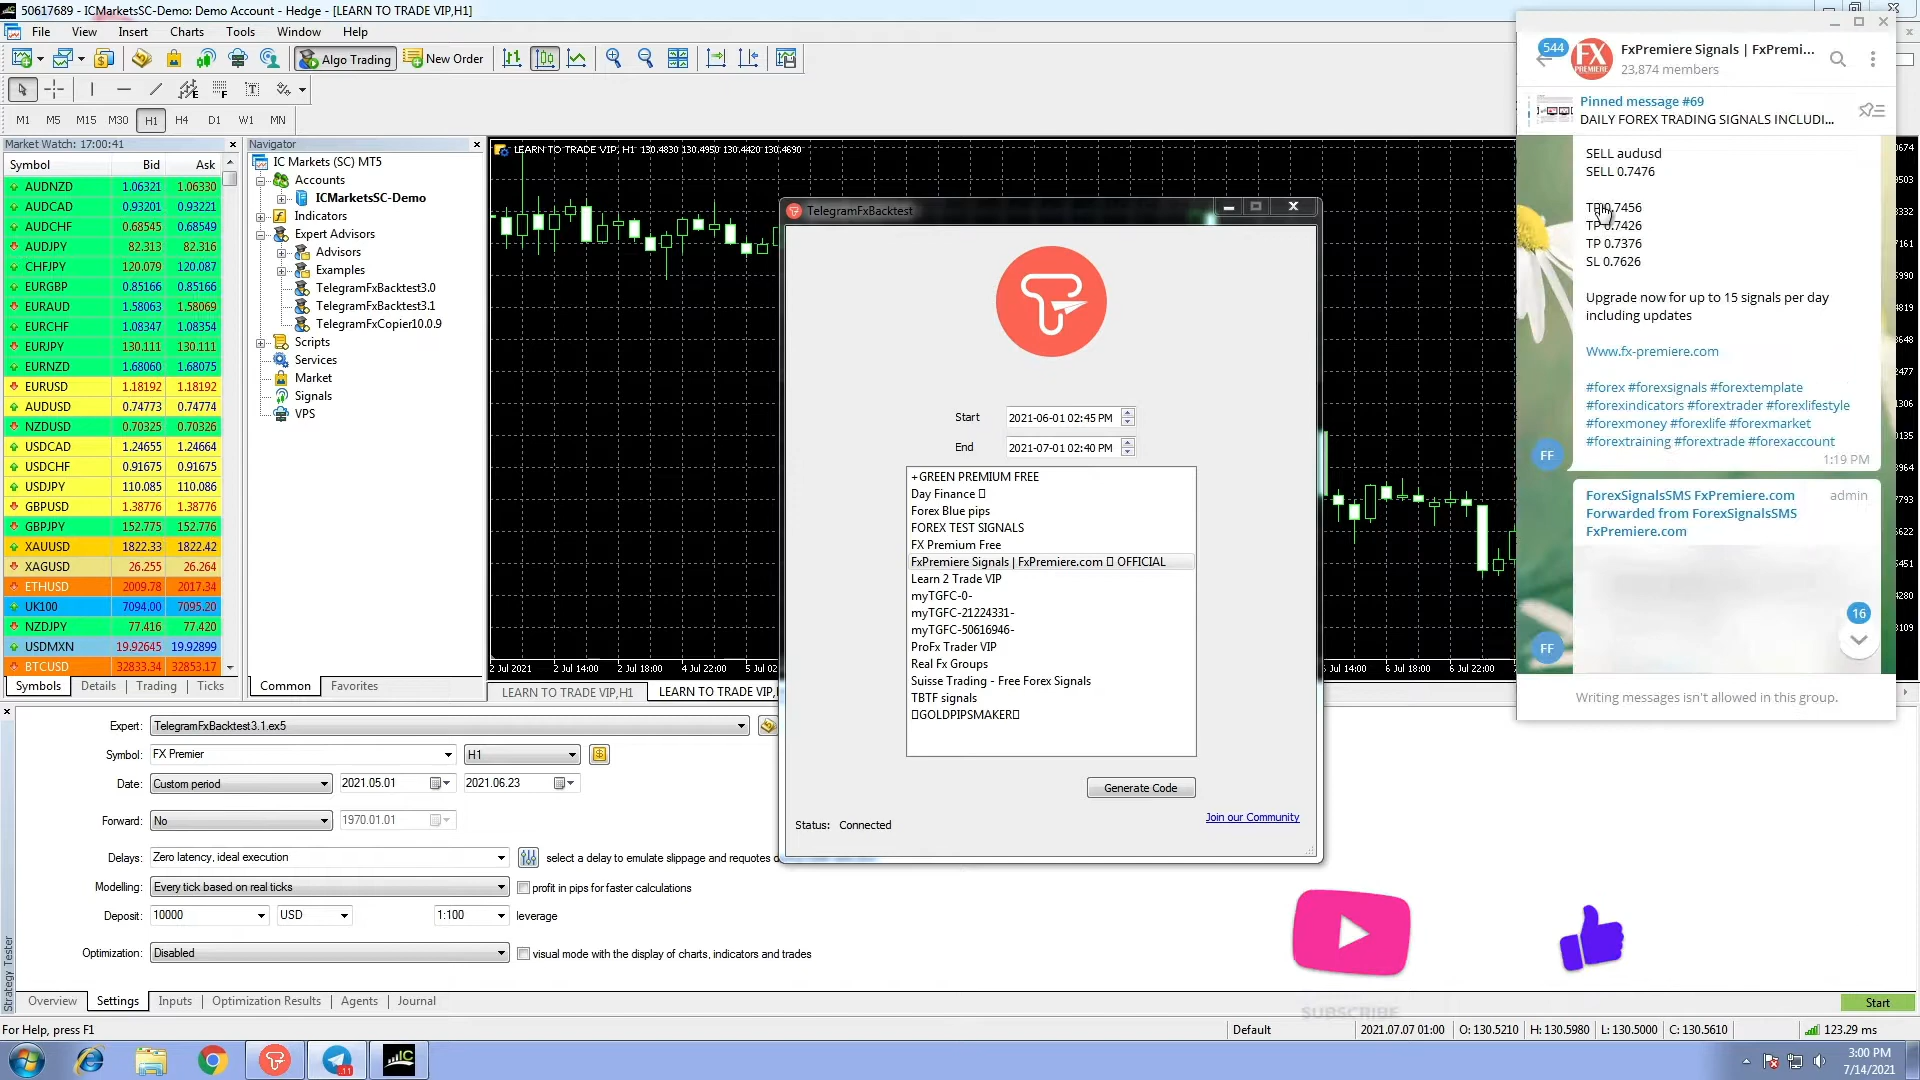 50617689 - ICMarketsSC-Demo: Demo Account - Hedge - [LEARN TO TRADE VIP,H1]
File View Insert Charts Tools Window Help
Algo Trading New Order
M1 M5 M15 M30 H1 H4 D1 W1 MN
Market Watch: 17:00:41
Symbol Bid Ask
AUDNZD 1.06321 1.06330
AUDCAD 0.93201 0.93221
AUDCHF 0.68545 0.68549
AUDJPY 82.313 82.316
CHFJPY 120.079 120.087
EURGBP 0.85166 0.85166
EURAUD 1.58063 1.58069
EURCHF 1.08347 1.08354
EURJPY 130.111 130.111
EURNZD 1.68060 1.68075
EURUSD 1.18192 1.18192
AUDUSD 0.74773 0.74774
NZDUSD 0.70325 0.70326
USDCAD 1.24655 1.24664
USDCHF 0.91675 0.91675
USDJPY 110.085 110.086
GBPUSD 1.38776 1.38776
GBPJPY 152.775 152.776
XAUUSD 1822.33 1822.42
XAGUSD 26.255 26.264
ETHUSD 2009.78 2017.34
UK100 7094.00 7095.20
NZDJPY 77.416 77.420
USDMXN 19.92645 19.92899
BTCUSD 32833.34 32853.17
Symbols Details Trading Ticks
Navigator
IC Markets (SC) MT5
Accounts
ICMarketsSC-Demo
Indicators
Expert Advisors
Advisors
Examples
TelegramFxBacktest3.0
TelegramFxBacktest3.1
TelegramFxCopier10.0.9
Scripts
Services
Market
Signals
VPS
Common Favorites
LEARN TO TRADE VIP, H1 130.4830 130.4950 130.4420 130.4690
2 Jul 2021 2 Jul 14:00 2 Jul 18:00 4 Jul 22:00 5 Jul 02
Jul 14:00 6 Jul 18:00 6 Jul 22:00
LEARN TO TRADE VIP,H1 LEARN TO TRADE VIP,
TelegramFxBacktest
Start 2021-06-01 02:45 PM
End 2021-07-01 02:40 PM
+GREEN PREMIUM FREE
Day Finance
Forex Blue pips
FOREX TEST SIGNALS
FX Premium Free
FxPremiere Signals | FxPremiere.com OFFICIAL
Learn 2 Trade VIP
myTGFC-0-
myTGFC-21224331-
myTGFC-50616946-
ProFx Trader VIP
Real Fx Groups
Suisse Trading - Free Forex Signals
TBTF signals
GOLDPIPSMAKER
Generate Code
Join our Community
Status: Connected
544
FX PREMIERE
FxPremiere Signals | FxPremi...
23,874 members
Pinned message #69
DAILY FOREX TRADING SIGNALS INCLUDI...
SELL audusd
SELL 0.7476
TP 0.7456
TP 0.7426
TP 0.7376
SL 0.7626
Upgrade now for up to 15 signals per day
including updates
Www.fx-premiere.com
#forex #forexsignals #forextemplate
#forexindicators #forextrader #forexlifestyle
#forexmoney #forexlife #forexmarket
#forextraining #forextrade #forexaccount
1:19 PM
FF
ForexSignalsSMS FxPremiere.com admin
Forwarded from ForexSignalsSMS
FxPremiere.com
16
FF
Writing messages isn't allowed in this group.
Expert: TelegramFxBacktest3.1.ex5
Symbol: FX Premier H1
Date: Custom period 2021.05.01 2021.06.23
Forward: No 1970.01.01
Delays: Zero latency, ideal execution select a delay to emulate slippage and requotes
Modelling: Every tick based on real ticks profit in pips for faster calculations
Deposit: 10000 USD 1:100 leverage
Optimization: Disabled visual mode with the display of charts, indicators and trades
Strategy Tester
Overview Settings Inputs Optimization Results Agents Journal
Start
SUBSCRIBE
For Help, press F1 Default 2021.07.07 01:00 O: 130.5210 H: 130.5980 L: 130.5000 C: 130.5610 123.29 ms
IC
3:00 PM
7/14/2021